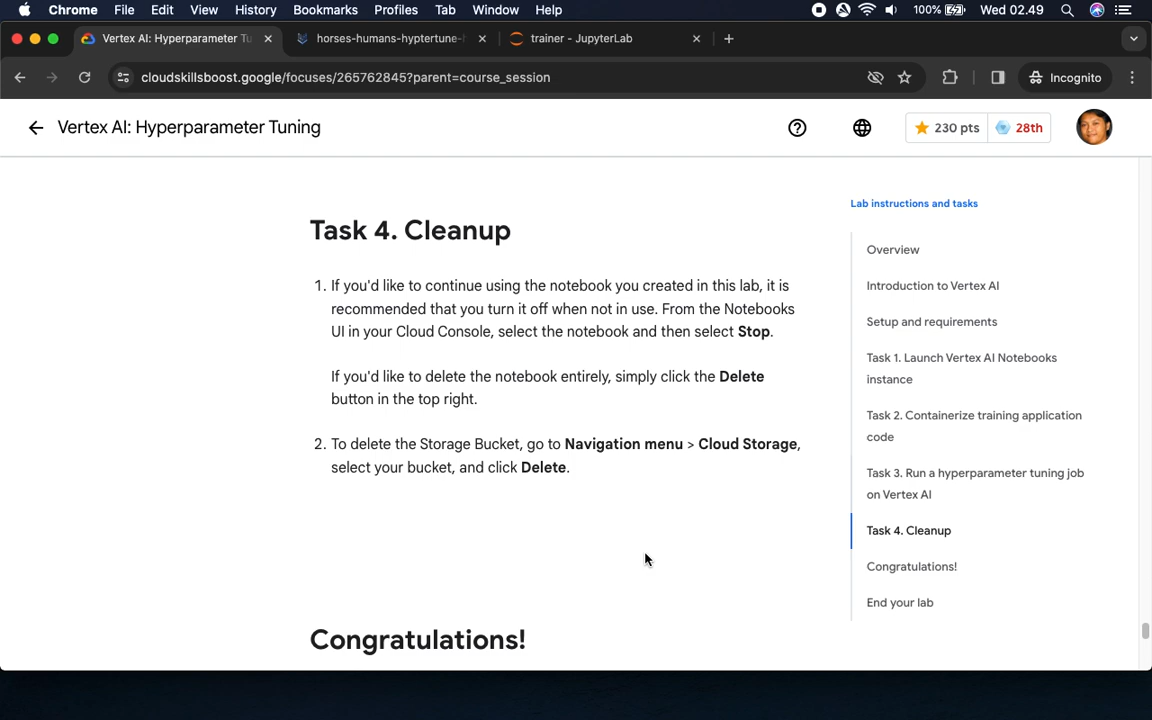 Chrome File Edit View History Bookmarks Profiles Tab Window Help 100% Wed 02.49
Vertex AI: Hyperparameter Tu horses-humans-hyptertune- trainer - JupyterLab
cloudskillsboost.google/focuses/265762845?parent=course_session Incognito
Vertex AI: Hyperparameter Tuning 230 pts 28th
Task 4. Cleanup
1. If you'd like to continue using the notebook you created in this lab, it is
recommended that you turn it off when not in use. From the Notebooks
UI in your Cloud Console, select the notebook and then select Stop.
If you'd like to delete the notebook entirely, simply click the Delete
button in the top right.
2. To delete the Storage Bucket, go to Navigation menu > Cloud Storage,
select your bucket, and click Delete.
Congratulations!
Lab instructions and tasks
Overview
Introduction to Vertex AI
Setup and requirements
Task 1. Launch Vertex AI Notebooks
instance
Task 2. Containerize training application
code
Task 3. Run a hyperparameter tuning job
on Vertex AI
Task 4. Cleanup
Congratulations!
End your lab